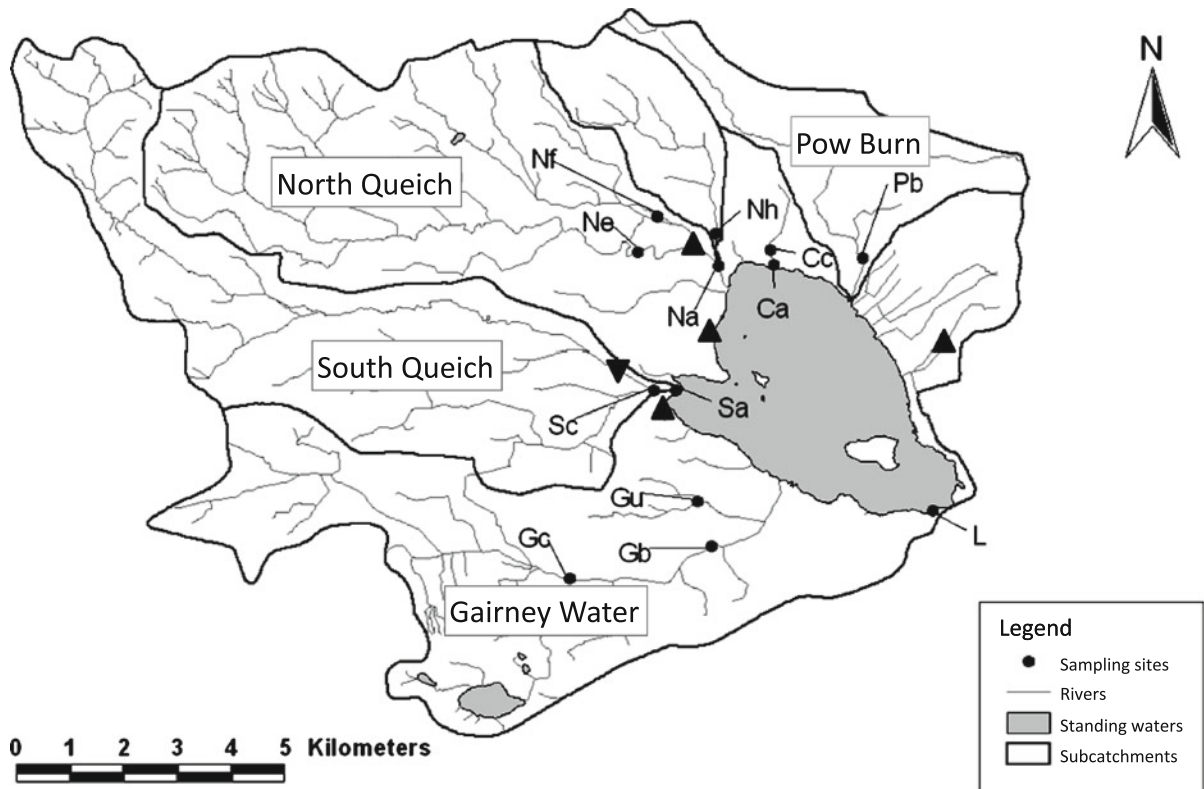 N
Pow Burn
Nf
North Queich
Pb
Nh
Ne
Cc
Na
Ca
South Queich
Sa
Sc
Gu
Gc
Gb
L
Gairney Water
Legend
Sampling sites
Rivers
Standing waters
Subcatchments
0 1 2 3 4 5 Kilometers